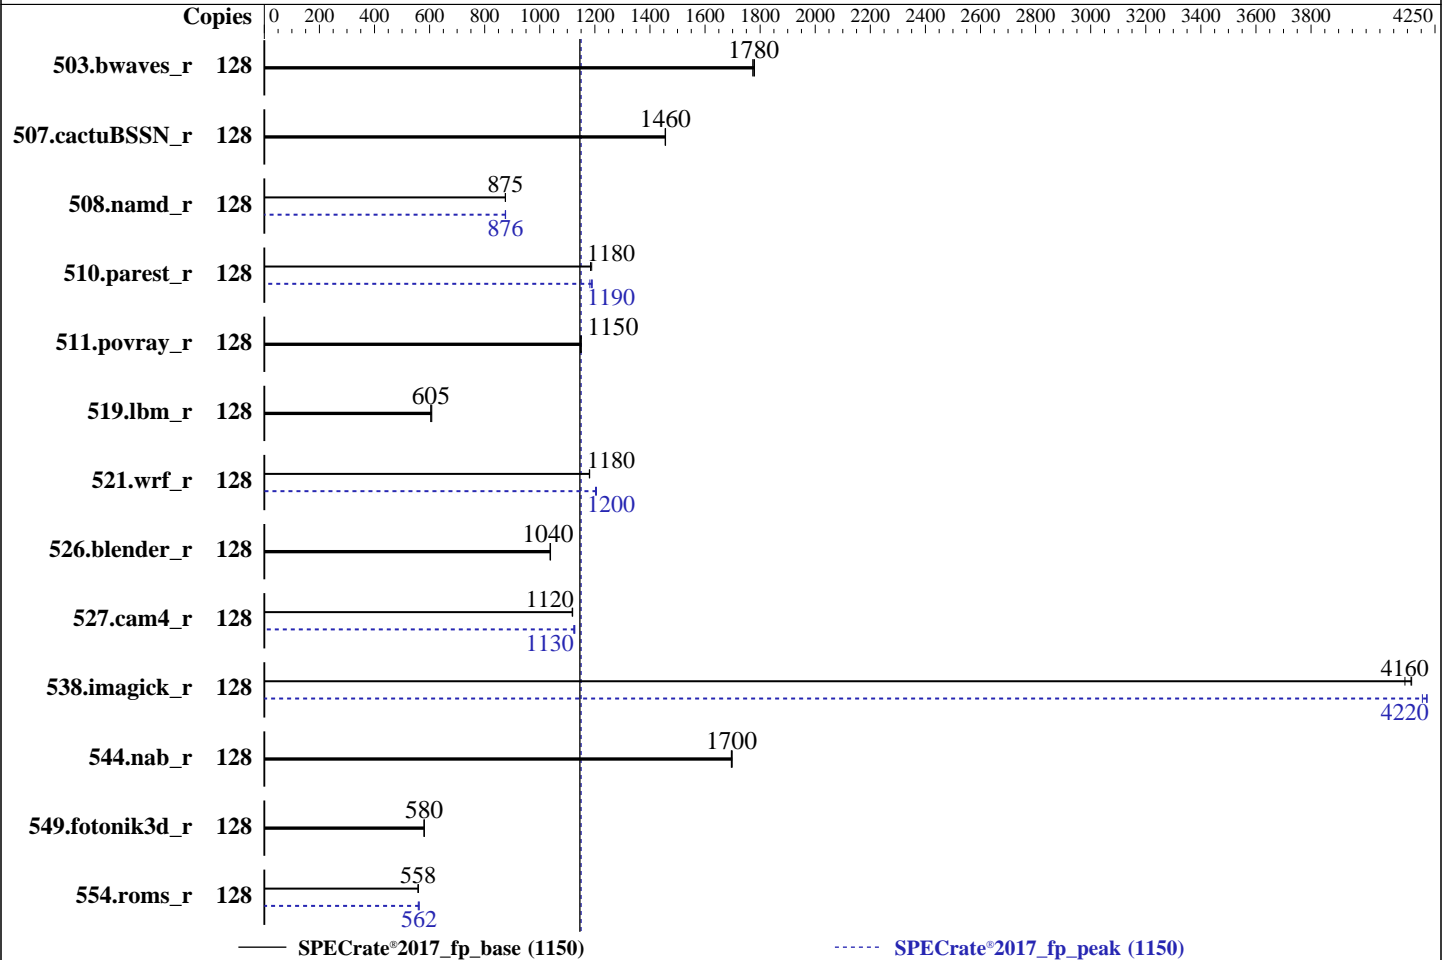 Copies 0 200 400 600 800 1000 1200 1400 1600 1800 2000 2200 2400 2600 2800 3000 3200 3400 3600 3800 4250
503.bwaves_r 128 1780
507.cactuBSSN_r 128 1460
508.namd_r 128 875
876
510.parest_r 128 1180
1190
511.povray_r 128 1150
519.lbm_r 128 605
521.wrf_r 128 1180
1200
526.blender_r 128 1040
527.cam4_r 128 1120
1130
538.imagick_r 128 4160
4220
544.nab_r 128 1700
549.fotonik3d_r 128 580
554.roms_r 128 558
562
SPECrate®2017_fp_base (1150) SPECrate®2017_fp_peak (1150)